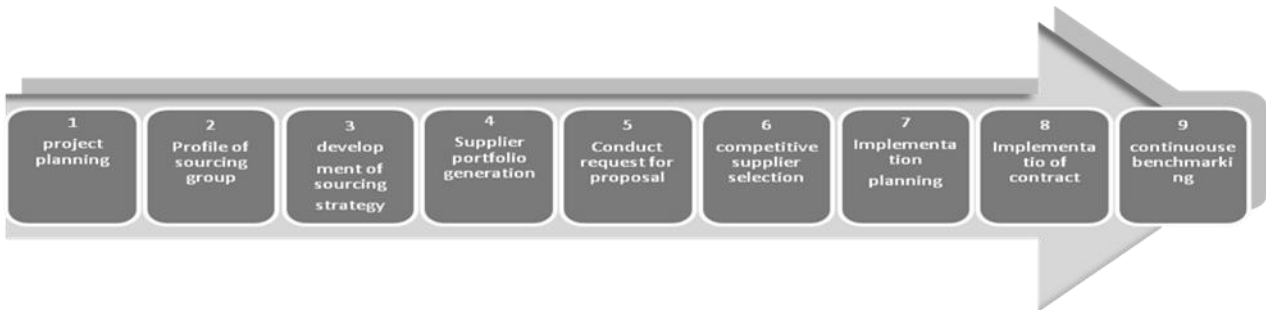 1
project
planning
2
Profile of
sourcing
group
3
develop
ment of
sourcing
strategy
4
Supplier
portfolio
generation
5
Conduct
request for
proposal
6
competitive
supplier
selection
7
Implementa
tion
planning
8
Implementa
tio of
contract
9
continuouse
benchmarki
ng